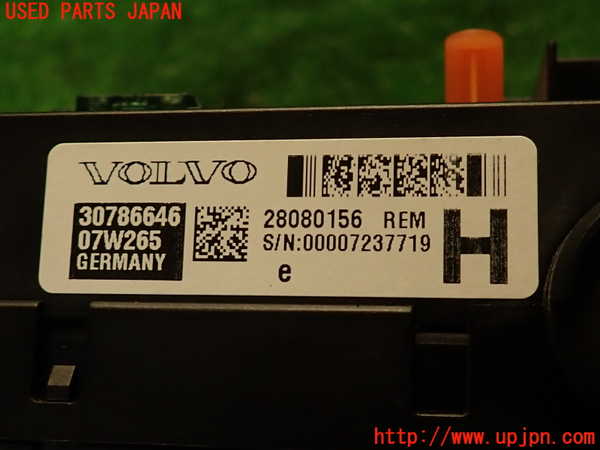 USED PARTS JAPAN
VOLVO
30786646
07W265
GERMANY
28080156 REM
S/N:00007237719
e
H
http://www.upjpn.com/